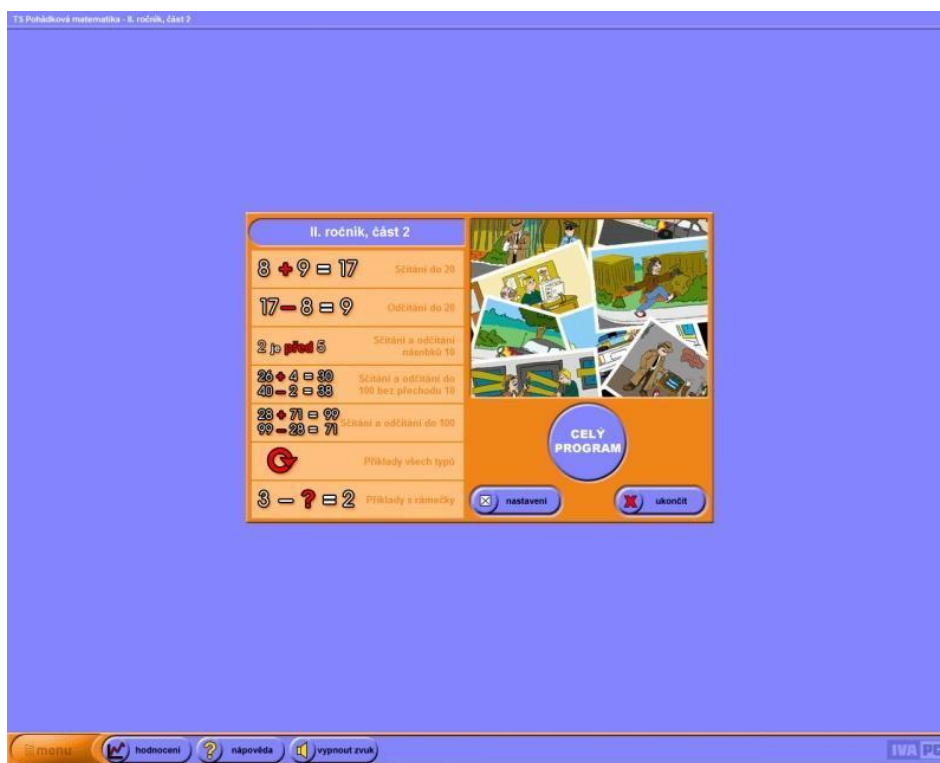 TS Pohádková matematika - II. ročník, část 2
II. ročník, část 2
8 + 9 = 17 Sčítání do 20
17 - 8 = 9 Odčítání do 20
2 je před 5 Sčítání a odčítání
násobků 10
26 + 4 = 30 Sčítání a odčítání do
40 - 2 = 38 100 bez přechodu 10
28 + 71 = 99
99 - 28 = 71 Sčítání a odčítání do 100
Příklady všech typů
3 - ? = 2 Příklady s rámečky
CELÝ
PROGRAM
nastavení
ukončit
menu
hodnocení
nápověda
vypnout zvuk
IVA PC